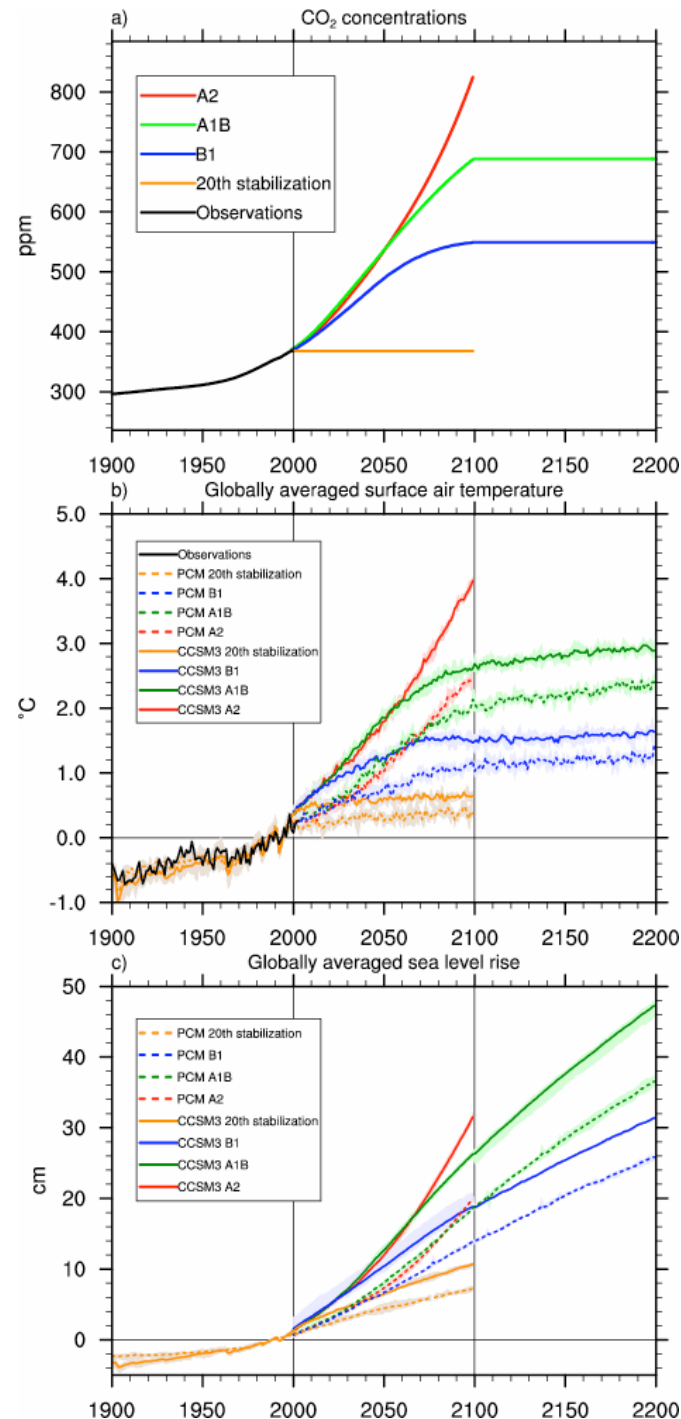 a) CO₂ concentrations
800
700
600
500
400
300
ppm
A2
A1B
B1
20th stabilization
Observations
1900 1950 2000 2050 2100 2150 2200
b) Globally averaged surface air temperature
5.0
4.0
3.0
2.0
1.0
0.0
-1.0
°C
Observations
PCM 20th stabilization
PCM B1
PCM A1B
PCM A2
CCSM3 20th stabilization
CCSM3 B1
CCSM3 A1B
CCSM3 A2
1900 1950 2000 2050 2100 2150 2200
c) Globally averaged sea level rise
50
40
30
20
10
0
cm
PCM 20th stabilization
PCM B1
PCM A1B
PCM A2
CCSM3 20th stabilization
CCSM3 B1
CCSM3 A1B
CCSM3 A2
1900 1950 2000 2050 2100 2150 2200